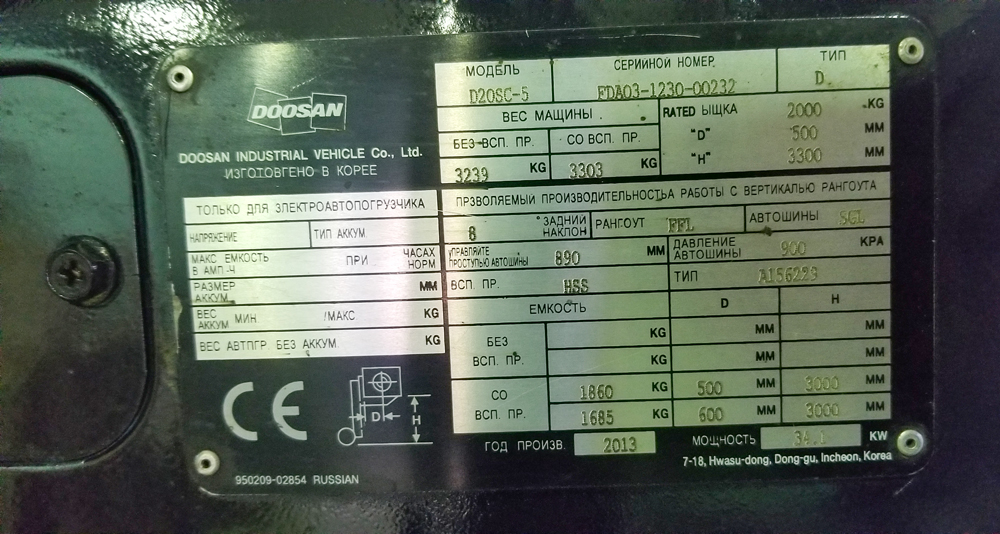 DOOSAN
DOOSAN INDUSTRIAL VEHICLE Co., Ltd.
ИЗГОТОВГЕНО В КОРЕЕ
МОДЕЛЬ СЕРИЙНОЙ НОМЕР, ТИП
D20SC-5 FDA03-1230-00232 D
ВЕС МАЩИНЫ RATED ЫЩКА 2000 KG
БЕЗ ВСП. ПР. СО ВСП. ПР. "D" 500 MM
3239 KG 3303 KG "H" 3300 MM
ПРЗВОЛЯЕМЫИ ПРОИЗВОДИТЕЛЬНОСТЬА РАБОТЫ С ВЕРТИКАЛЬЮ РАНГОУТА
8 °ЗАДНИИ НАКЛОН РАНГОУТ FFL АВТОШИНЫ SGL
УПРАВЛЯЙТЕ ПРОСТУПЬЮ АВТОШИНЫ 890 MM ДАВЛЕНИЕ АВТОШИНЫ 900 KPA
ВСП. ПР. HSS ТИП A156229
ЕМКОСТЬ D H
БЕЗ ВСП. ПР. KG MM MM
KG MM MM
СО ВСП. ПР. 1860 KG 500 MM 3000 MM
1685 KG 600 MM 3000 MM
ГОД ПРОИЗВ. 2013 МОЩНОСТЬ 34.1 KW
7-18, Hwasu-dong, Dong-gu, Incheon, Korea
ТОЛЬКО ДЛЯ ЗЛЕКТРОАВТОПОГРУЗЧИКА
НАПРЯЖЕНИЕ ТИП АККУМ.
МАКС ЕМКОСТЬ В АМП-Ч ПРИ ЧАСАХ НОРМ
РАЗМЕР АККУМ. MM
ВЕС АККУМ. МИН. /МАКС KG
ВЕС АВТПГР. БЕЗ АККУМ. KG
CE
D H
950209-02854 RUSSIAN